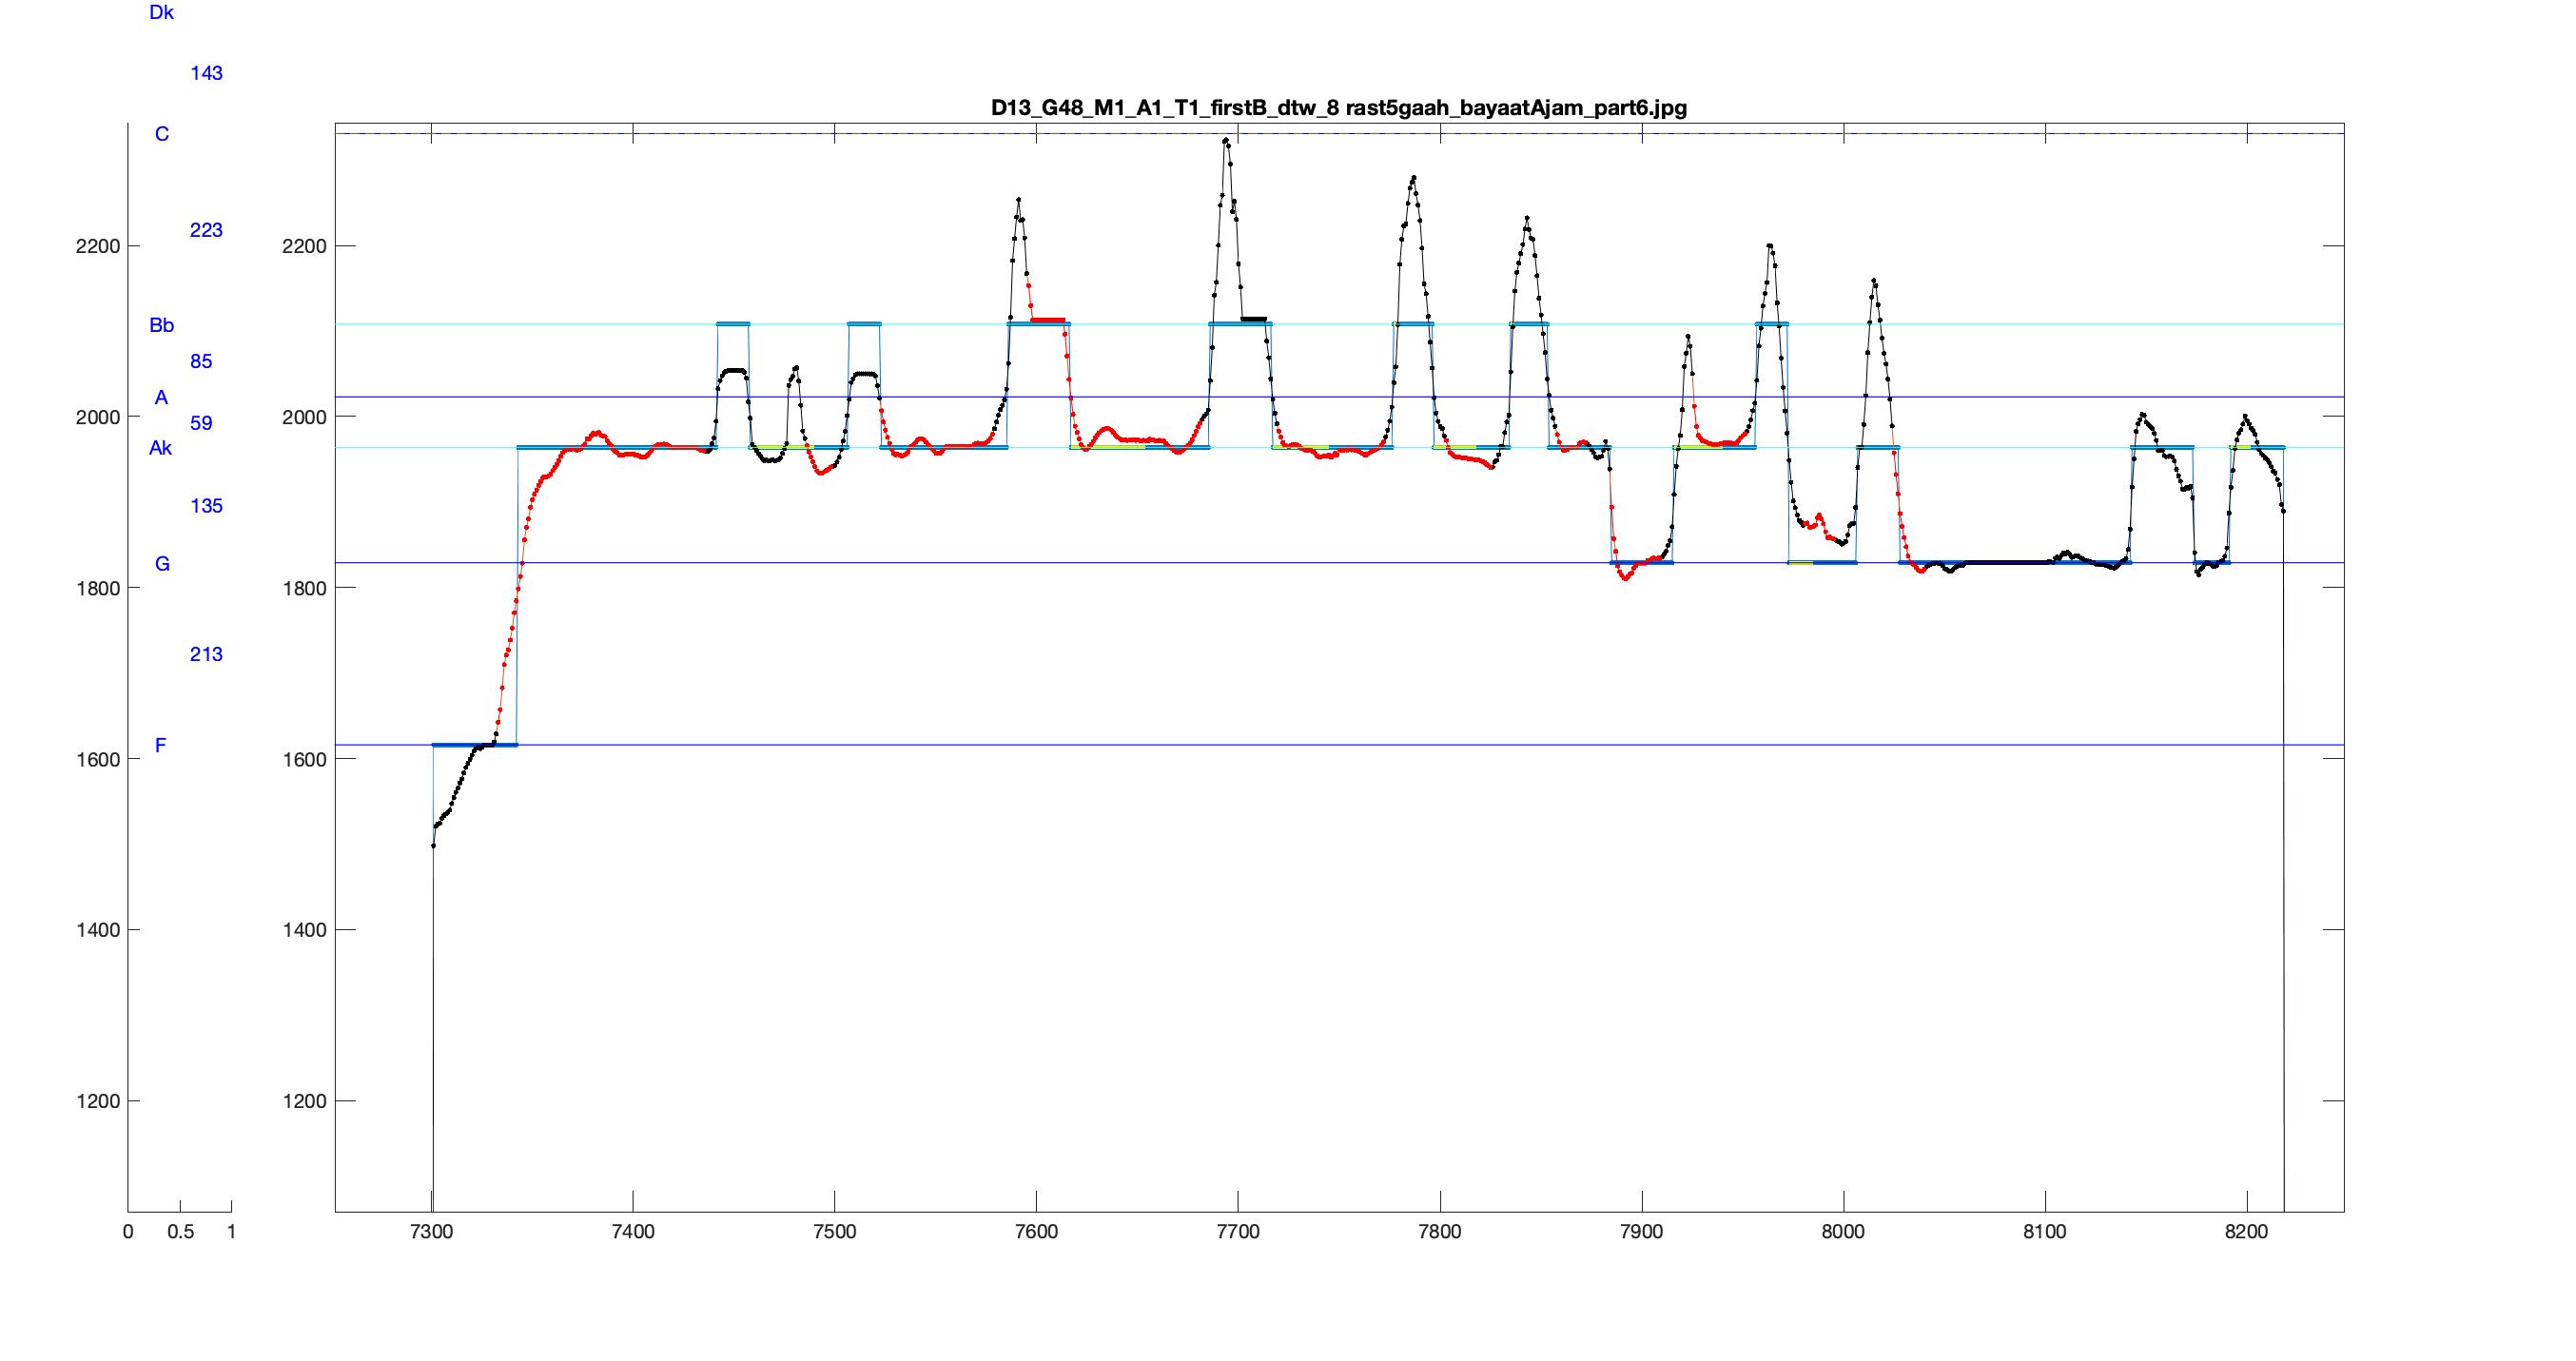 Dk
143
D13_G48_M1_A1_T1_firstB_dtw_8 rast5gaah_bayaatAjam_part6.jpg
C
223
2200 2200
Bb
85
A
2000 2000
59
Ak
135
G
1800 1800
213
F
1600 1600
1400 1400
1200 1200
0 0.5 1 7300 7400 7500 7600 7700 7800 7900 8000 8100 8200